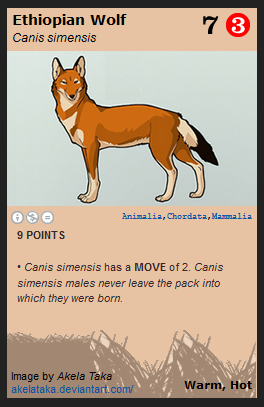 Ethiopian Wolf 7 3
Canis simensis
Animalia,Chordata,Mammalia
9 POINTS
• Canis simensis has a MOVE of 2. Canis
simensis males never leave the pack into
which they were born.
Image by Akela Taka
akelataka.deviantart.com/
Warm, Hot